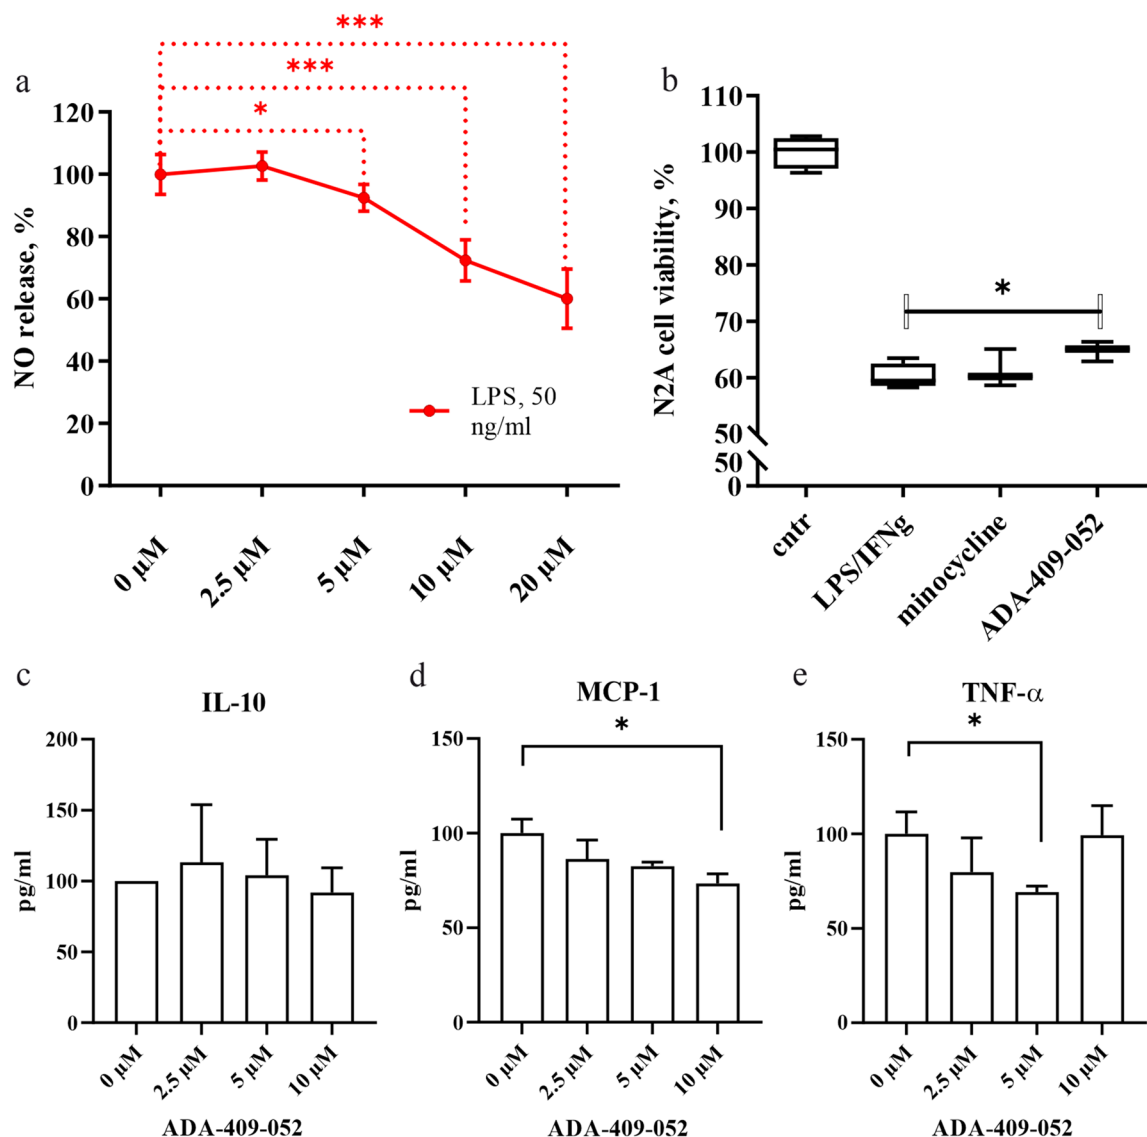 ***
***
*
a
NO release, %
120
100
80
60
40
20
0
LPS, 50
ng/ml
0 μM
2.5 μM
5 μM
10 μM
20 μM
b
N2A cell viability, %
110
100
90
80
70
60
50
50
0
*
cntr
LPS/IFNg
minocycline
ADA-409-052
c
IL-10
pg/ml
200
150
100
50
0
0 μM
2.5 μM
5 μM
10 μM
ADA-409-052
d
MCP-1
*
pg/ml
150
100
50
0
0 μM
2.5 μM
5 μM
10 μM
ADA-409-052
e
TNF-α
*
pg/ml
150
100
50
0
0 μM
2.5 μM
5 μM
10 μM
ADA-409-052